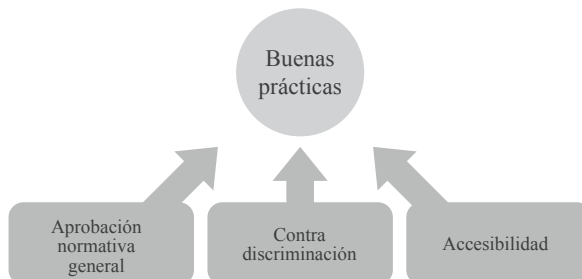 Buenas
prácticas
Aprobación
normativa
general
Contra
discriminación
Accesibilidad